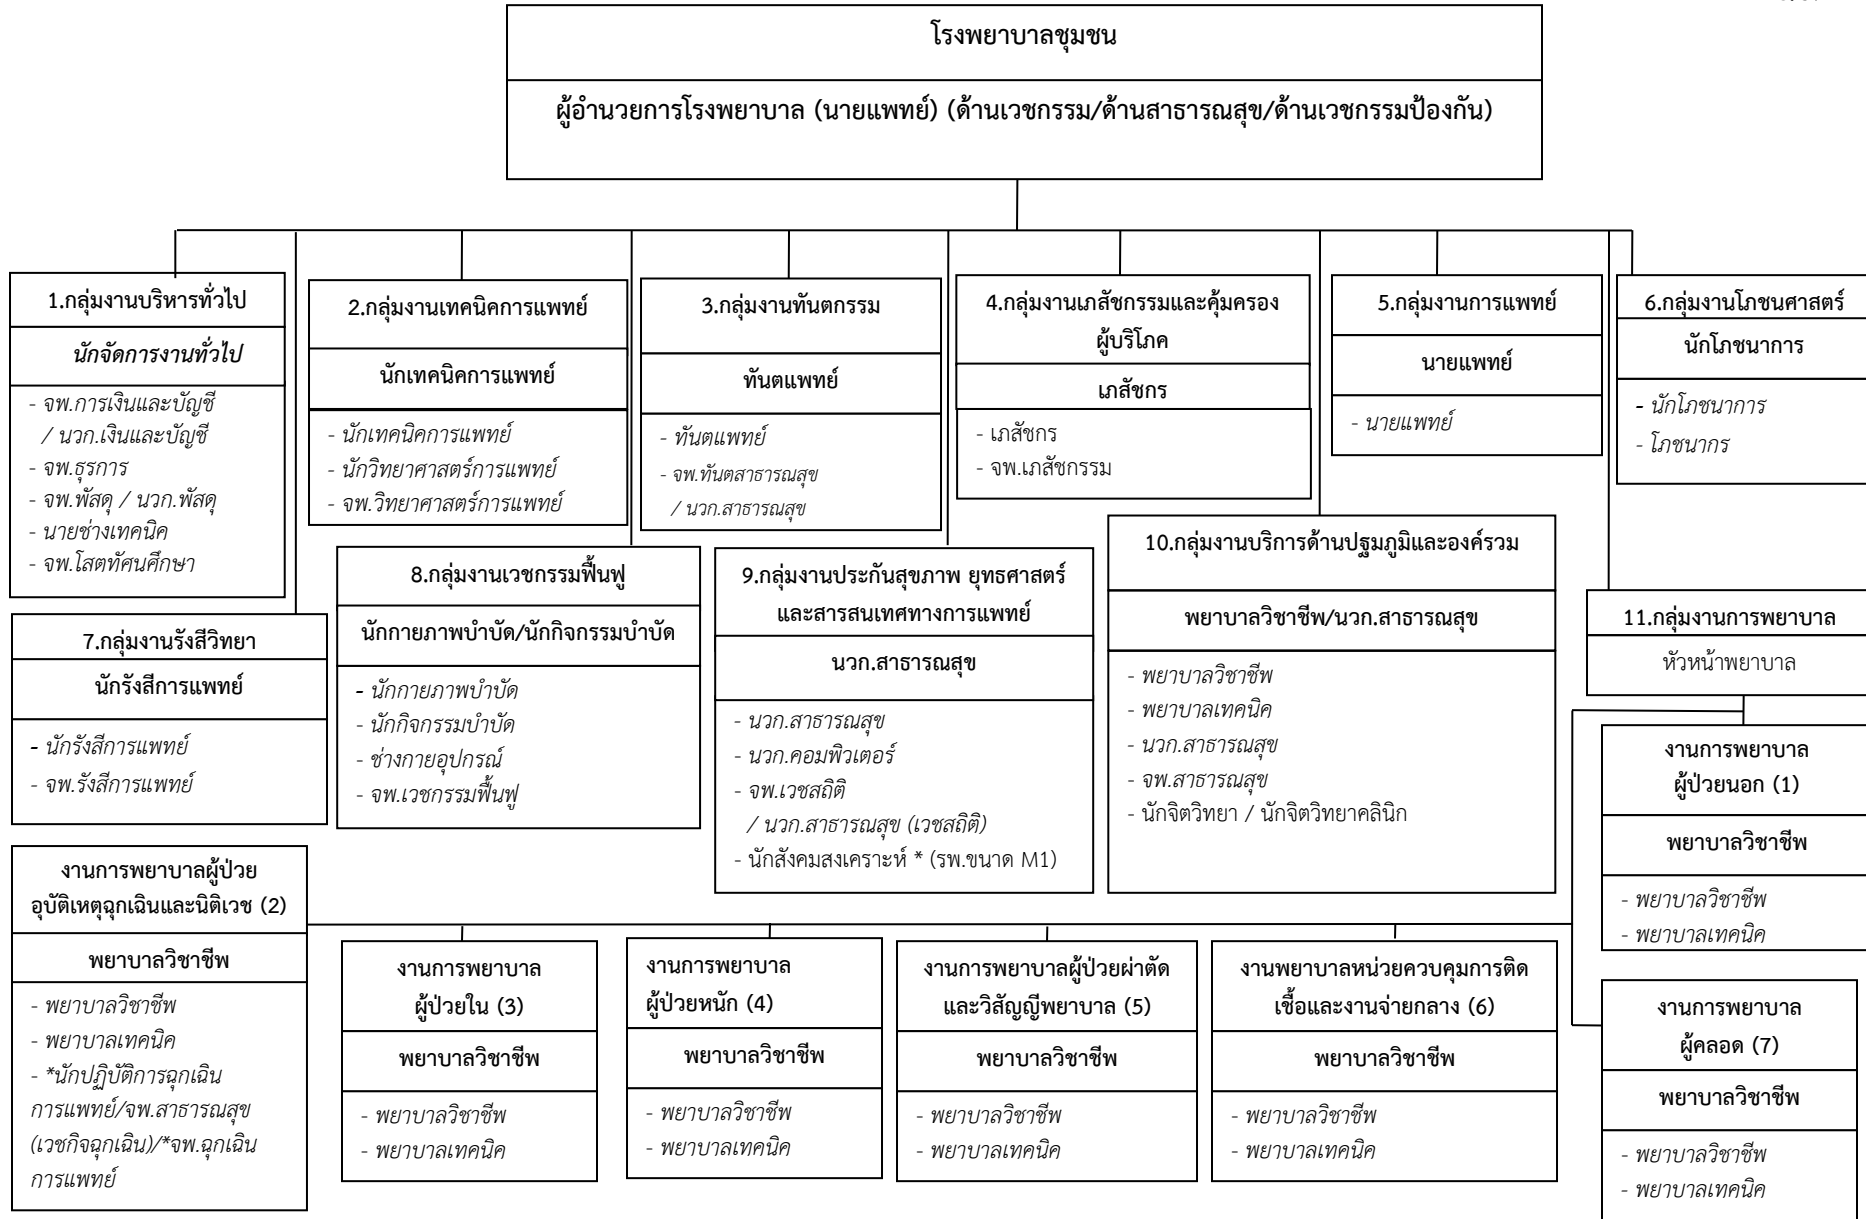 โรงพยาบาลชุมชน
ผู้อำนวยการโรงพยาบาล (นายแพทย์) (ด้านเวชกรรม/ด้านสาธารณสุข/ด้านเวชกรรมป้องกัน)
1.กลุ่มงานบริหารทั่วไป
นักจัดการงานทั่วไป
- จพ.การเงินและบัญชี
/ นวก.เงินและบัญชี
- จพ.ธุรการ
- จพ.พัสดุ / นวก.พัสดุ
- นายช่างเทคนิค
- จพ.โสตทัศนศึกษา
2.กลุ่มงานเทคนิคการแพทย์
นักเทคนิคการแพทย์
- นักเทคนิคการแพทย์
- นักวิทยาศาสตร์การแพทย์
- จพ.วิทยาศาสตร์การแพทย์
3.กลุ่มงานทันตกรรม
ทันตแพทย์
- ทันตแพทย์
- จพ.ทันตสาธารณสุข
/ นวก.สาธารณสุข
4.กลุ่มงานเภสัชกรรมและคุ้มครอง
ผู้บริโภค
เภสัชกร
- เภสัชกร
- จพ.เภสัชกรรม
5.กลุ่มงานการแพทย์
นายแพทย์
- นายแพทย์
6.กลุ่มงานโภชนศาสตร์
นักโภชนาการ
- นักโภชนาการ
- โภชนากร
7.กลุ่มงานรังสีวิทยา
นักรังสีการแพทย์
- นักรังสีการแพทย์
- จพ.รังสีการแพทย์
8.กลุ่มงานเวชกรรมฟื้นฟู
นักกายภาพบำบัด/นักกิจกรรมบำบัด
- นักกายภาพบำบัด
- นักกิจกรรมบำบัด
- ช่างกายอุปกรณ์
- จพ.เวชกรรมฟื้นฟู
9.กลุ่มงานประกันสุขภาพ ยุทธศาสตร์
และสารสนเทศทางการแพทย์
นวก.สาธารณสุข
- นวก.สาธารณสุข
- นวก.คอมพิวเตอร์
- จพ.เวชสถิติ
/ นวก.สาธารณสุข (เวชสถิติ)
- นักสังคมสงเคราะห์ * (รพ.ขนาด M1)
10.กลุ่มงานบริการด้านปฐมภูมิและองค์รวม
พยาบาลวิชาชีพ/นวก.สาธารณสุข
- พยาบาลวิชาชีพ
- พยาบาลเทคนิค
- นวก.สาธารณสุข
- จพ.สาธารณสุข
- นักจิตวิทยา / นักจิตวิทยาคลินิก
11.กลุ่มงานการพยาบาล
หัวหน้าพยาบาล
งานการพยาบาล
ผู้ป่วยนอก (1)
พยาบาลวิชาชีพ
- พยาบาลวิชาชีพ
- พยาบาลเทคนิค
งานการพยาบาลผู้ป่วย
อุบัติเหตุฉุกเฉินและนิติเวช (2)
พยาบาลวิชาชีพ
- พยาบาลวิชาชีพ
- พยาบาลเทคนิค
- *นักปฏิบัติการฉุกเฉิน
การแพทย์/จพ.สาธารณสุข
(เวชกิจฉุกเฉิน)/*จพ.ฉุกเฉิน
การแพทย์
งานการพยาบาล
ผู้ป่วยใน (3)
พยาบาลวิชาชีพ
- พยาบาลวิชาชีพ
- พยาบาลเทคนิค
งานการพยาบาล
ผู้ป่วยหนัก (4)
พยาบาลวิชาชีพ
- พยาบาลวิชาชีพ
- พยาบาลเทคนิค
งานการพยาบาลผู้ป่วยผ่าตัด
และวิสัญญีพยาบาล (5)
พยาบาลวิชาชีพ
- พยาบาลวิชาชีพ
- พยาบาลเทคนิค
งานพยาบาลหน่วยควบคุมการติด
เชื้อและงานจ่ายกลาง (6)
พยาบาลวิชาชีพ
- พยาบาลวิชาชีพ
- พยาบาลเทคนิค
งานการพยาบาล
ผู้คลอด (7)
พยาบาลวิชาชีพ
- พยาบาลวิชาชีพ
- พยาบาลเทคนิค